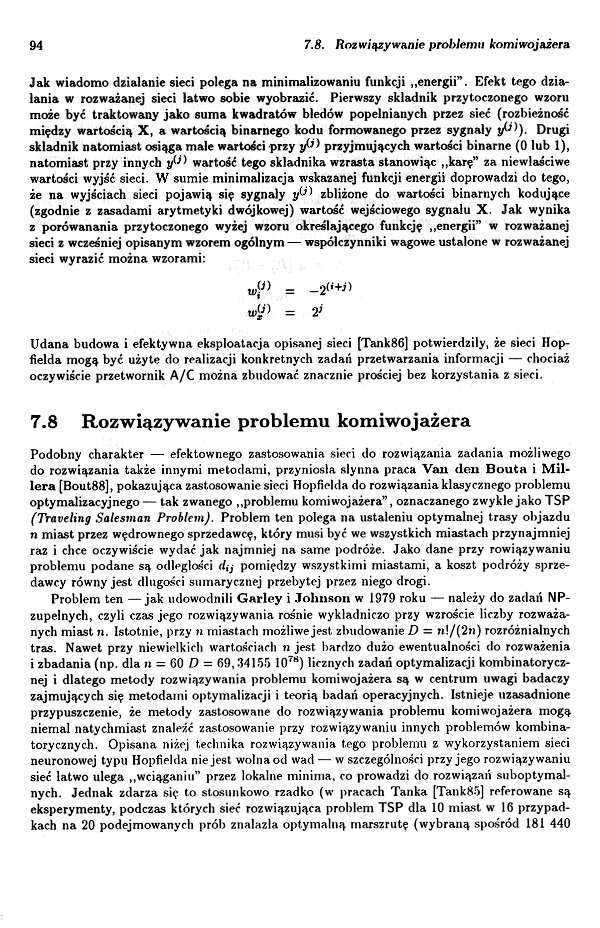 94
7.8. Rozwiązywanie problemu komiwojażera
Jak wiadomo działanie sieci polega na minimalizowaniu funkcji ,,energii". Efekt tego dzia-
łania w rozważanej sieci łatwo sobie wyobrazić. Pierwszy składnik przytoczonego wzoru
może być traktowany jako suma kwadratów błedów popełnianych przez sieć (rozbieżność
między wartością X, a wartością binarnego kodu formowanego przez sygnały y^(j)). Drugi
składnik natomiast osiąga małe wartości przy y^(j) przyjmujących wartości binarne (0 lub 1),
natomiast przy innych y^(j) wartość tego składnika wzrasta stanowiąc ,,karę" za niewłaściwe
wartości wyjść sieci. W sumie minimalizacja wskazanej funkcji energii doprowadzi do tego,
że na wyjściach sieci pojawią się sygnały y^(j) zbliżone do wartości binarnych kodujące
(zgodnie z zasadami arytmetyki dwójkowej) wartość wejściowego sygnału X. Jak wynika
z porówanania przytoczonego wyżej wzoru określającego funkcję ,,energii" w rozważanej
sieci z wcześniej opisanym wzorem ogólnym — współczynniki wagowe ustalone w rozważanej
sieci wyrazić można wzorami:
w_i^(j) = −2^(i+j)
w_x^(j) = 2^j
Udana budowa i efektywna eksploatacja opisanej sieci [Tank86] potwierdziły, że sieci Hop-
fielda mogą być użyte do realizacji konkretnych zadań przetwarzania informacji — chociaż
oczywiście przetwornik A/C można zbudować znacznie prościej bez korzystania z sieci.
7.8 Rozwiązywanie problemu komiwojażera
Podobny charakter — efektownego zastosowania sieci do rozwiązania zadania możliwego
do rozwiązania także innymi metodami, przyniosła słynna praca Van den Bouta i Mil-
lera [Bout88], pokazująca zastosowanie sieci Hopfielda do rozwiązania klasycznego problemu
optymalizacyjnego — tak zwanego ,,problemu komiwojażera", oznaczanego zwykle jako TSP
(Traveling Salesman Problem). Problem ten polega na ustaleniu optymalnej trasy objazdu
n miast przez wędrownego sprzedawcę, który musi być we wszystkich miastach przynajmniej
raz i chce oczywiście wydać jak najmniej na same podróże. Jako dane przy rowiązywaniu
problemu podane są odległości d_ij pomiędzy wszystkimi miastami, a koszt podróży sprze-
dawcy równy jest długości sumarycznej przebytej przez niego drogi.
Problem ten — jak udowodnili Garley i Johnson w 1979 roku — należy do zadań NP-
zupełnych, czyli czas jego rozwiązywania rośnie wykładniczo przy wzroście liczby rozważa-
nych miast n. Istotnie, przy n miastach możliwe jest zbudowanie D = n!/(2n) rozróżnialnych
tras. Nawet przy niewielkich wartościach n jest bardzo dużo ewentualności do rozważenia
i zbadania (np. dla n = 60 D = 69,34155 10^78) licznych zadań optymalizacji kombinatorycz-
nej i dlatego metody rozwiązywania problemu komiwojażera są w centrum uwagi badaczy
zajmujących się metodami optymalizacji i teorią badań operacyjnych. Istnieje uzasadnione
przypuszczenie, że metody zastosowane do rozwiązywania problemu komiwojażera mogą
niemal natychmiast znaleźć zastosowanie przy rozwiązywaniu innych problemów kombina-
torycznych. Opisana niżej technika rozwiązywania tego problemu z wykorzystaniem sieci
neuronowej typu Hopfielda nie jest wolna od wad — w szczególności przy jego rozwiązywaniu
sieć łatwo ulega ,,wciąganiu" przez lokalne minima, co prowadzi do rozwiązań suboptymal-
nych. Jednak zdarza się to stosunkowo rzadko (w pracach Tanka [Tank85] referowane są
eksperymenty, podczas których sieć rozwiązująca problem TSP dla 10 miast w 16 przypad-
kach na 20 podejmowanych prób znalazła optymalną marszrutę (wybraną spośród 181 440